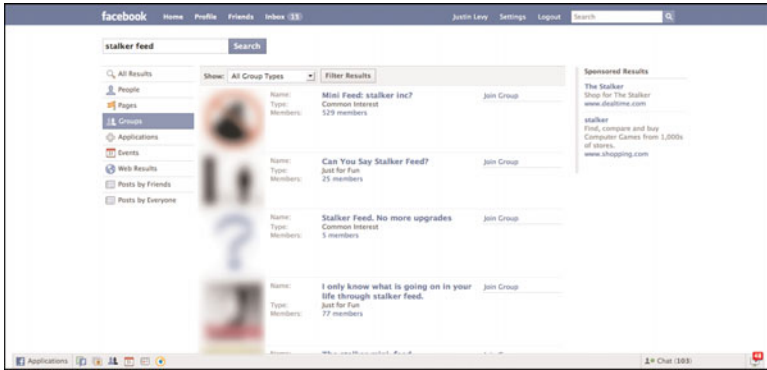 facebook Home Profile Friends Inbox (15) Justin Levy Settings Logout Search
stalker feed Search
All Results
People
Pages
Groups
Applications
Events
Web Results
Posts by Friends
Posts by Everyone
Show: All Group Types Filter Results
Name: Mini Feed: stalker inc? Join Group
Type: Common Interest
Members: 529 members
Name: Can You Say Stalker Feed? Join Group
Type: Just for Fun
Members: 25 members
Name: Stalker Feed. No more upgrades Join Group
Type: Common Interest
Members: 5 members
Name: I only know what is going on in your Join Group
life through stalker feed.
Type: Just for Fun
Members: 77 members
Sponsored Results
The Stalker
Shop for The Stalker
www.dealtime.com
stalker
Find, compare and buy
Computer Games from 1,000s
of stores.
www.shopping.com
Applications Chat (103)